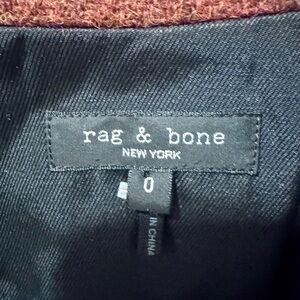 rag & bone
NEW YORK
0
IN CHINA